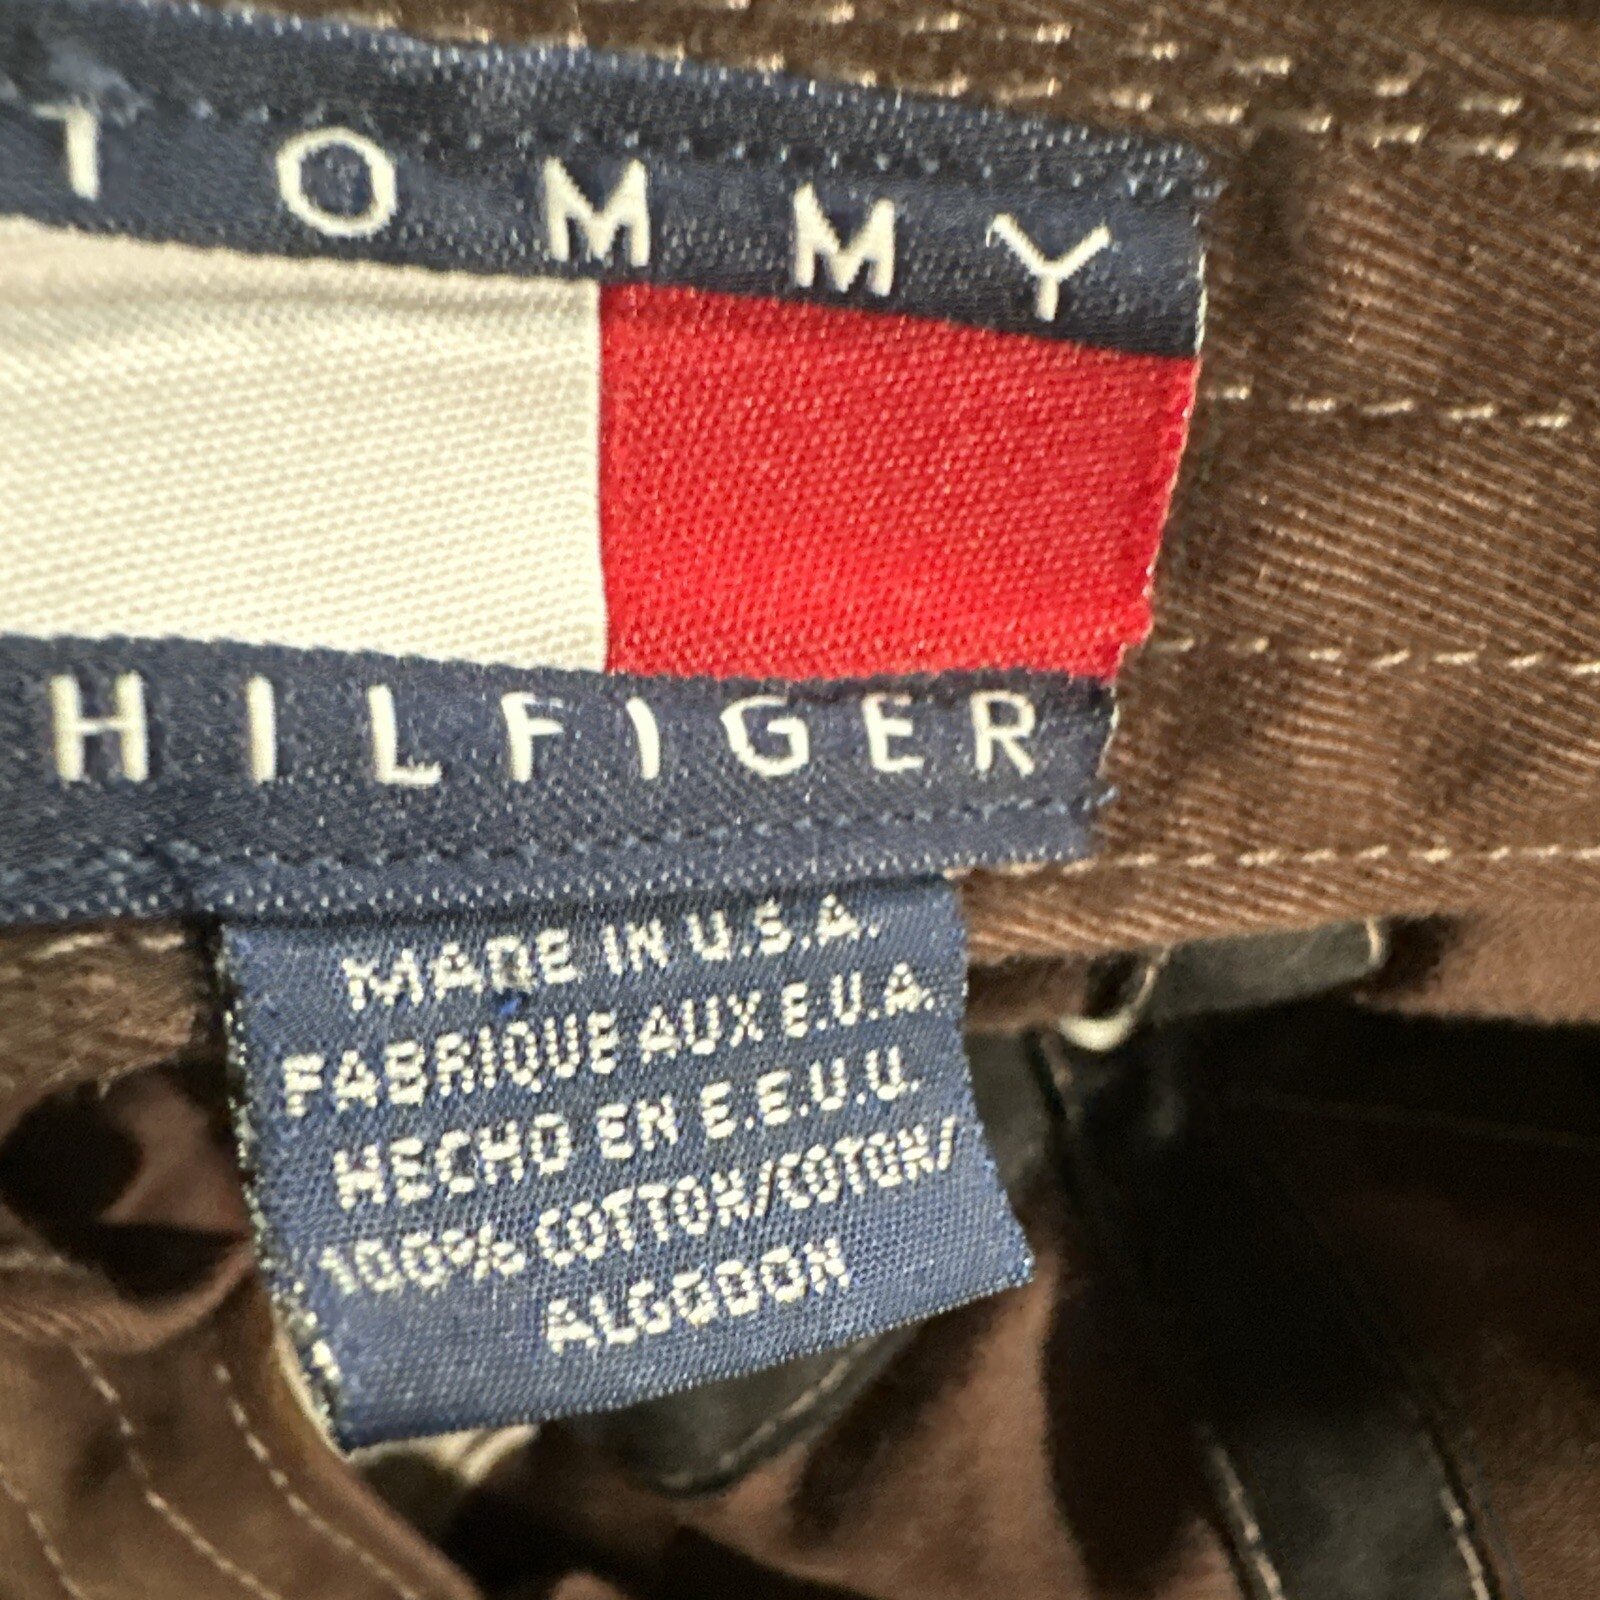 TOMMY
HILFIGER
MADE IN U.S.A.
FABRIQUE AUX E.U.A.
HECHO EN E.E.U.U.
100% COTTON/COTON/
ALGODON